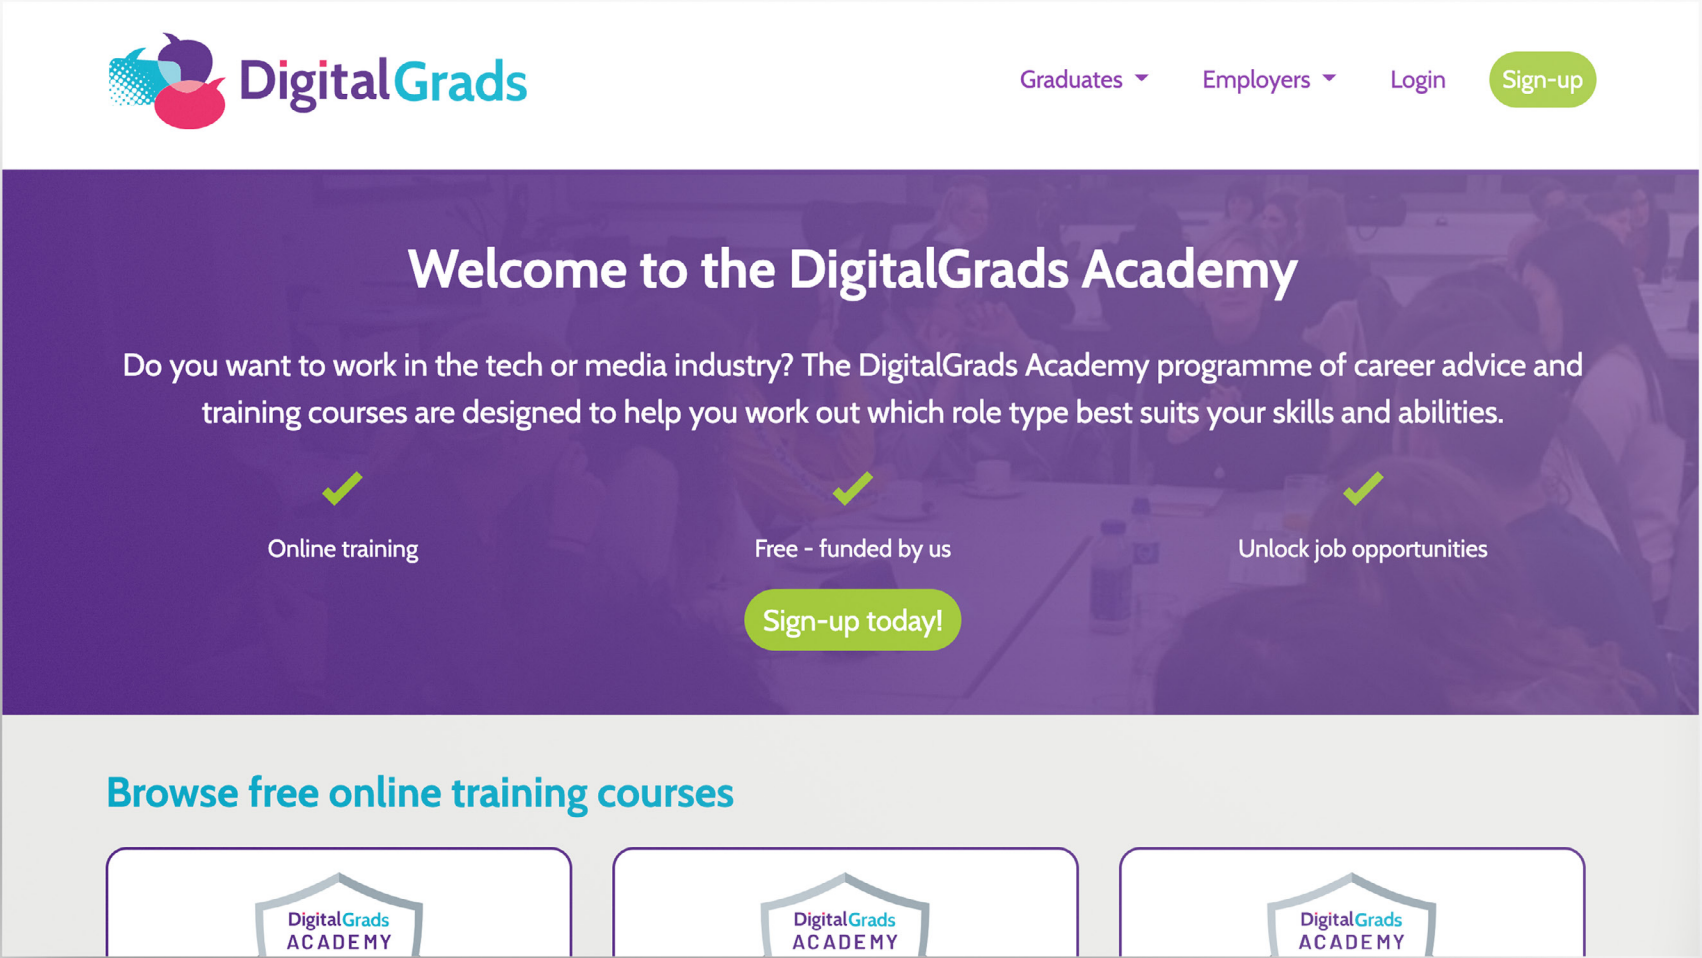 DigitalGrads
Graduates
Employers
Login
Sign-up
Welcome to the DigitalGrads Academy
Do you want to work in the tech or media industry? The DigitalGrads Academy programme of career advice and
training courses are designed to help you work out which role type best suits your skills and abilities.
Online training
Free - funded by us
Unlock job opportunities
Sign-up today!
Browse free online training courses
DigitalGrads
ACADEMY
DigitalGrads
ACADEMY
DigitalGrads
ACADEMY